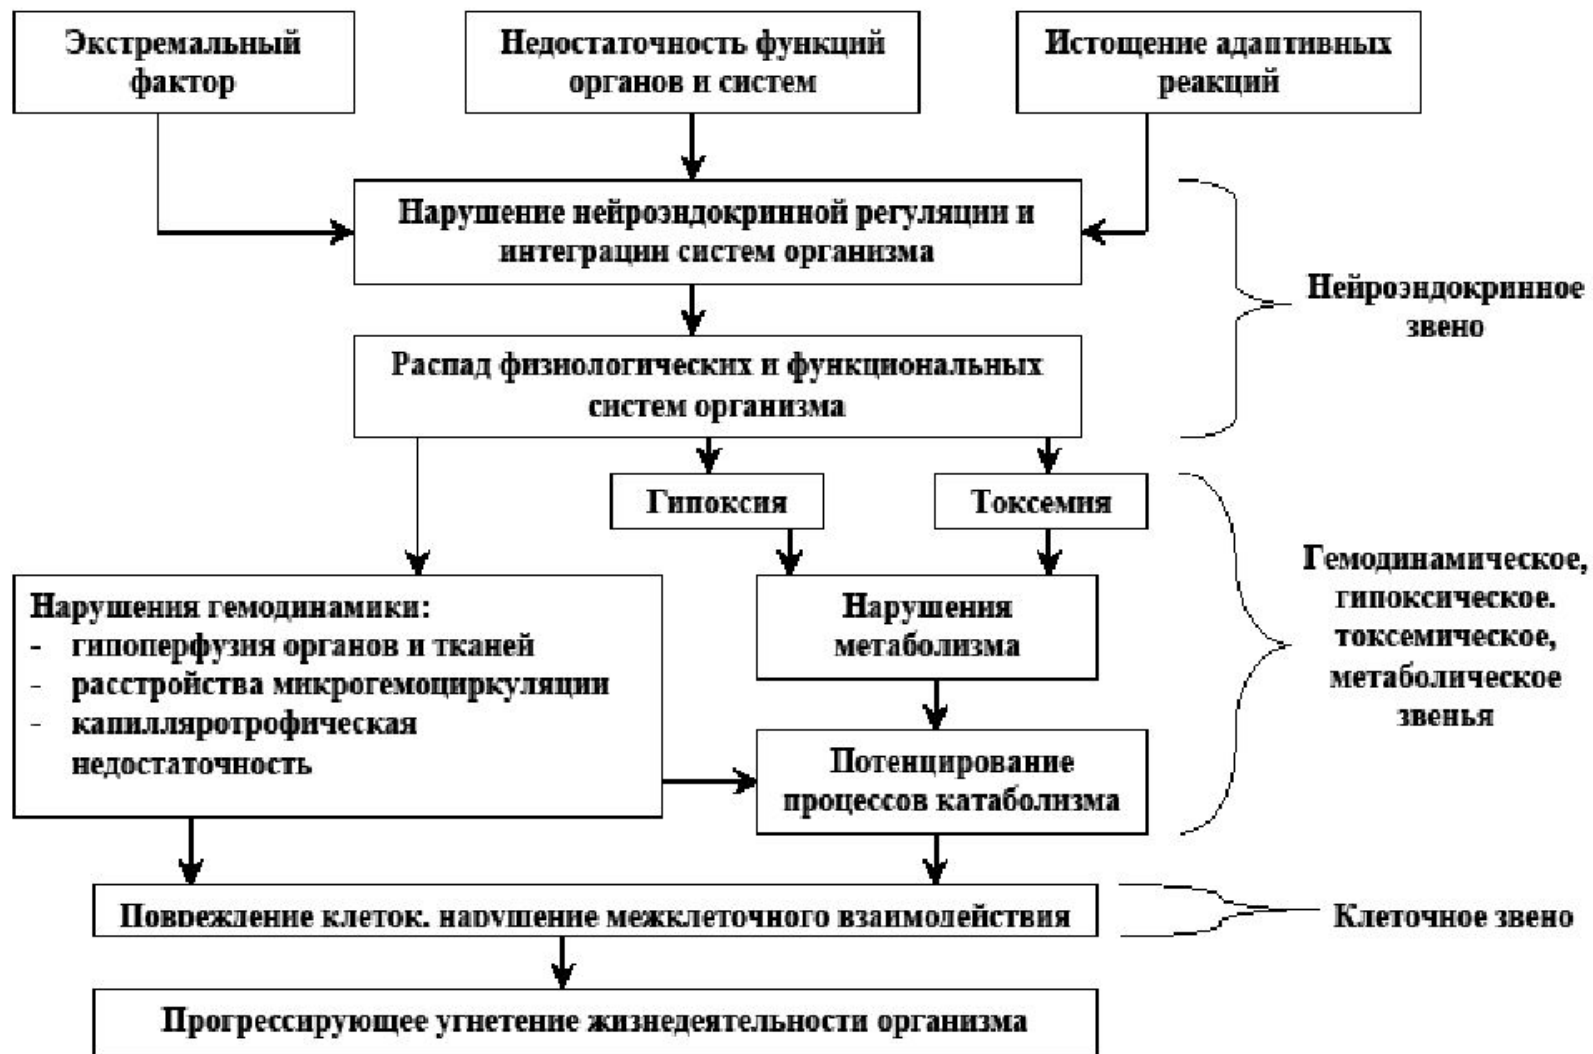 Экстремальный
фактор
Недостаточность функций
органов и систем
Истощение адаптивных
реакций
Нарушение нейроэндокринной регуляции и
интеграции систем организма
Нейроэндокринное
звено
Распад физиологических и функциональных
систем организма
Гипоксия
Токсемия
Нарушения гемодинамики:
- гипоперфузия органов и тканей
- расстройства микрогемоциркуляции
- капилляротрофическая
недостаточность
Нарушения
метаболизма
Гемодинамическое,
гипоксическое.
токсемическое,
метаболическое
звенья
Потенцирование
процессов катаболизма
Повреждение клеток, нарушение межклеточного взаимодействия
Клеточное звено
Прогрессирующее угнетение жизнедеятельности организма